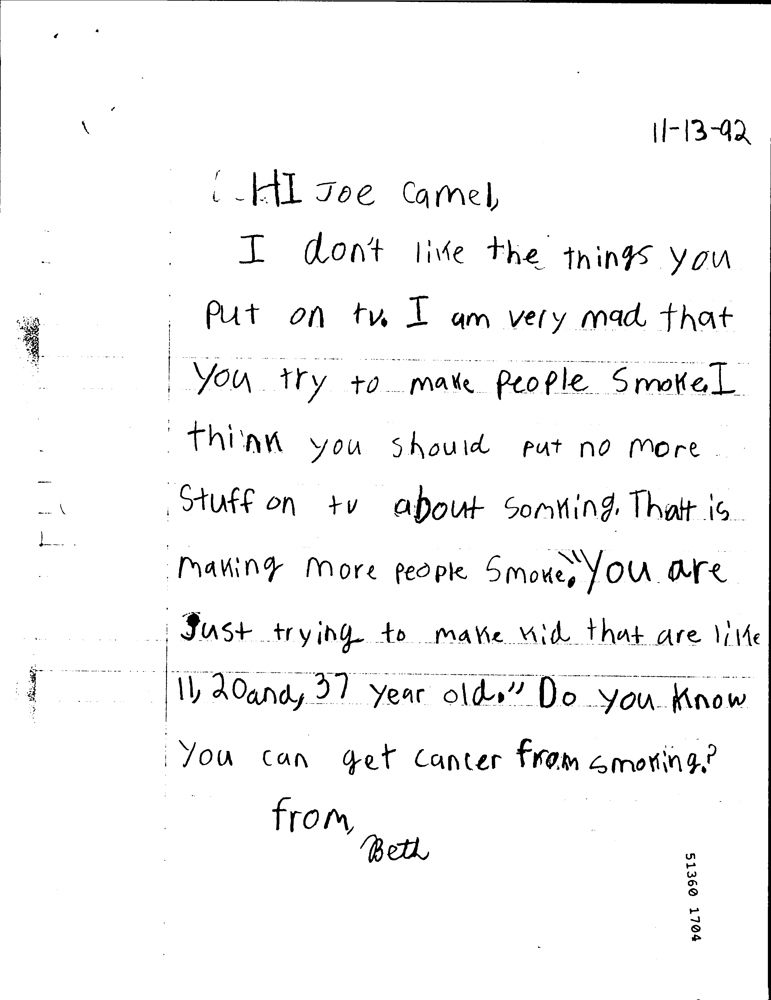 11-13-92
HI Joe Camel,
I don't like the things you
put on tv. I am very mad that
you try to make people smoke. I
think you should put no more
stuff on tv about somking. Thatt is
making more people smoke. "You are
Just trying to make kid that are like
11, 20 and, 37 year old." Do you know
you can get cancer from smoking.?
from,
Beth
51360 1704